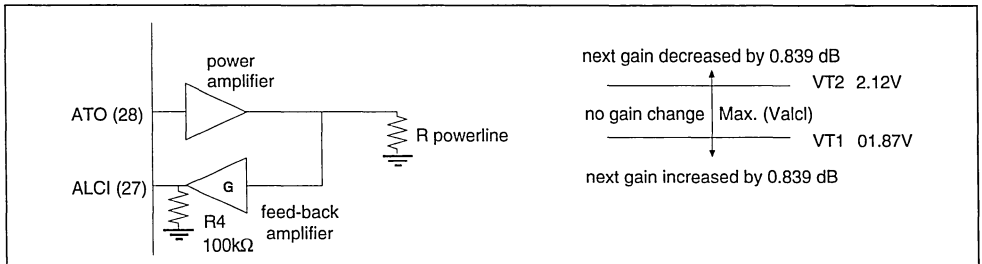 power
amplifier
ATO (28)
R powerline
ALCI (27)
G
R4
100kΩ
feed-back
amplifier
next gain decreased by 0.839 dB
VT2 2.12V
no gain change Max. (Valcl)
VT1 01.87V
next gain increased by 0.839 dB